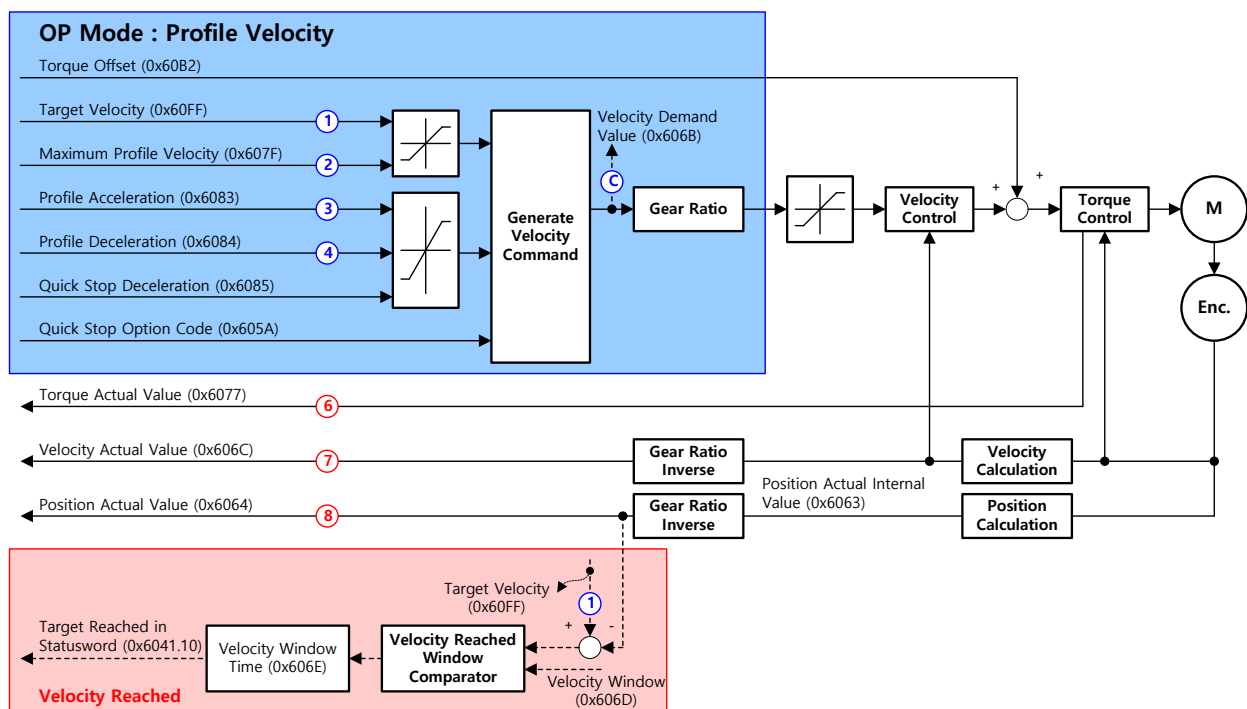 OP Mode : Profile Velocity
Torque Offset (0x60B2)
Target Velocity (0x60FF)
1
Maximum Profile Velocity (0x607F)
2
Profile Acceleration (0x6083)
3
Profile Deceleration (0x6084)
4
Quick Stop Deceleration (0x6085)
Quick Stop Option Code (0x605A)
Generate
Velocity
Command
Velocity Demand
Value (0x606B)
C
Gear Ratio
Velocity
Control
+
+
Torque
Control
M
Enc.
Torque Actual Value (0x6077)
6
Velocity Actual Value (0x606C)
7
Gear Ratio
Inverse
Velocity
Calculation
Position Actual Value (0x6064)
8
Gear Ratio
Inverse
Position Actual Internal
Value (0x6063)
Position
Calculation
Target Velocity
(0x60FF)
1
+
-
Target Reached in
Statusword (0x6041.10)
Velocity Window
Time (0x606E)
Velocity Reached
Window
Comparator
Velocity Window
(0x606D)
Velocity Reached